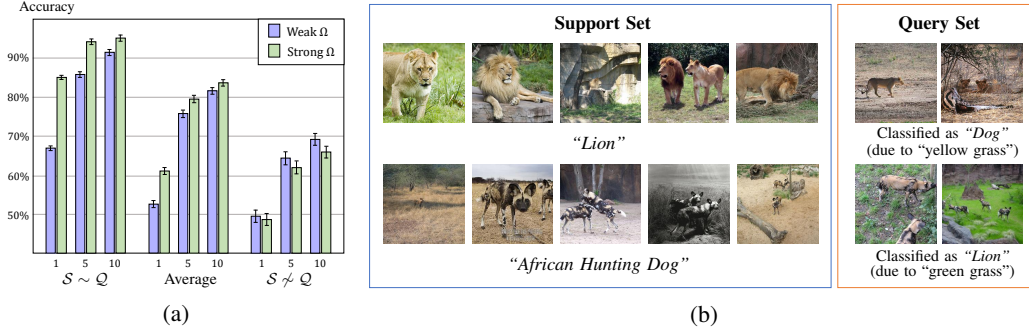 Accuracy
90%
80%
70%
60%
50%
Weak Ω
Strong Ω
1 5 10 1 5 10 1 5 10
𝒮 ∼ 𝒬 Average 𝒮 ≁ 𝒬
(a)
Support Set
“Lion”
“African Hunting Dog”
Query Set
Classified as “Dog”
(due to “yellow grass”)
Classified as “Lion”
(due to “green grass”)
(b)